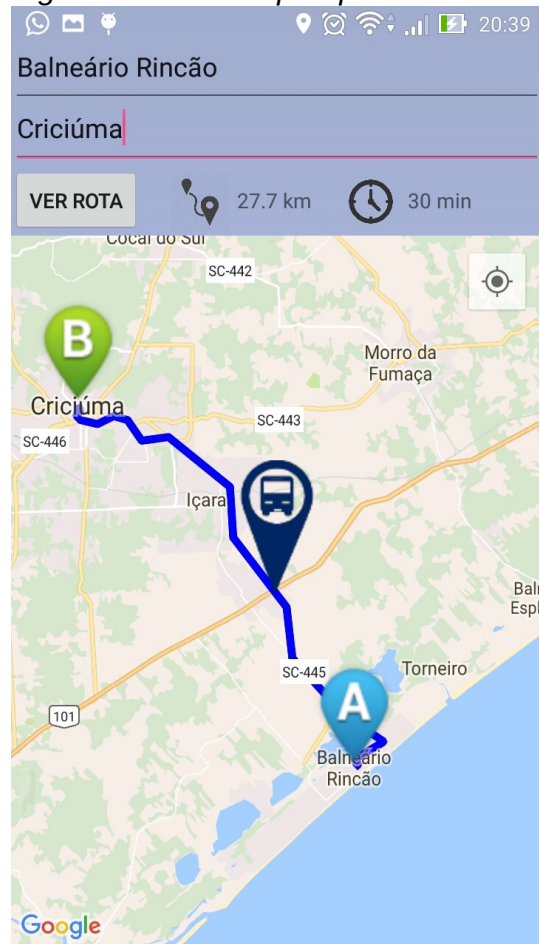 20:39
Balneário Rincão
Criciúma
VER ROTA
27.7 km
30 min
Cocal do Sul
SC-442
B
Morro da
Fumaça
Criciúma
SC-443
SC-446
Içara
SC-445
Torneiro
A
101
Balneário
Rincão
Google